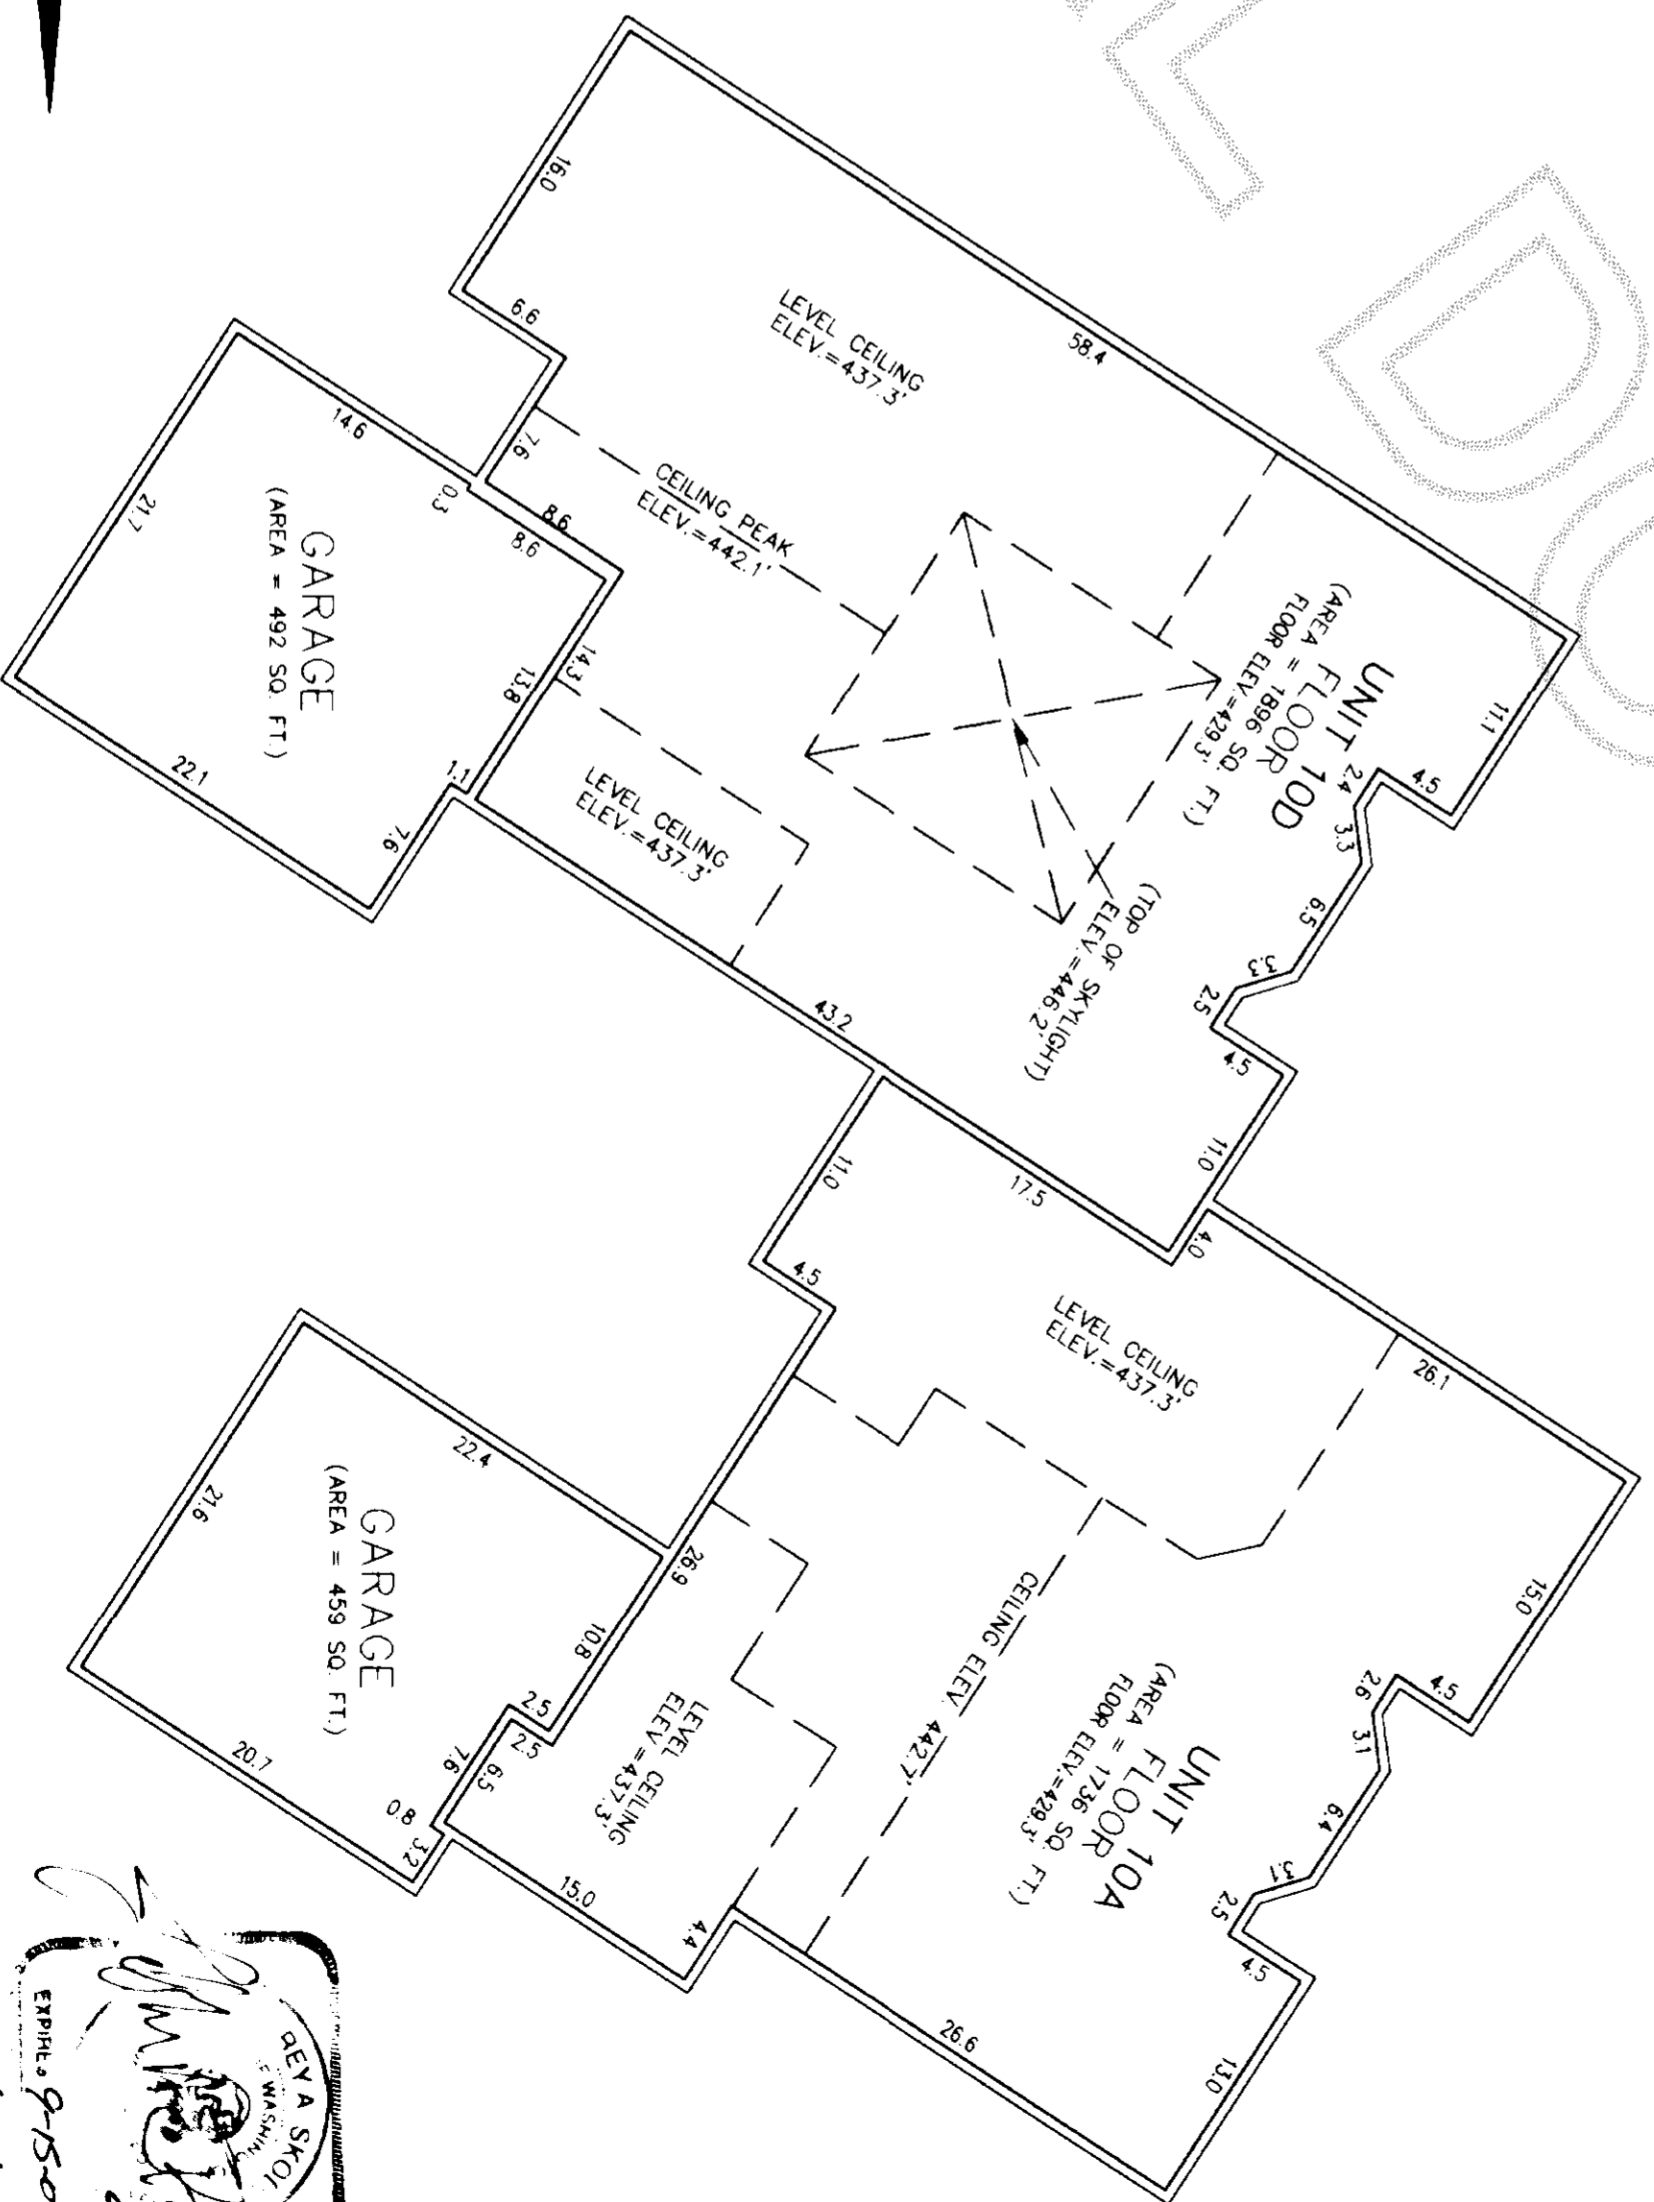 UNIT 10D
FLOOR
(AREA = 1896 SQ. FT.)
FLOOR ELEV.=429.3'
58.4
11.1
4.5
2.4
3.3
6.5
3.3
2.5
4.5
11.0
4.0
17.5
43.2
16.0
6.6
7.6
8.6
14.3
LEVEL CEILING
ELEV.=437.3'
CEILING PEAK
ELEV.=442.1'
LEVEL CEILING
ELEV.=437.3'
(TOP OF SKYLIGHT)
ELEV.=446.2'
GARAGE
(AREA = 492 SQ. FT.)
14.6
0.3
8.6
13.8
1.1
7.6
22.1
21.7
UNIT 10A
FLOOR
(AREA = 1736 SQ. FT.)
FLOOR ELEV.=429.3'
26.1
15.0
4.5
2.6
3.1
6.4
3.1
2.5
4.5
13.0
26.6
4.4
15.0
6.5
2.5
26.9
4.5
11.0
LEVEL CEILING
ELEV.=437.3'
CEILING ELEV. 442.7'
LEVEL CEILING
ELEV.=437.3'
GARAGE
(AREA = 459 SQ. FT.)
22.4
10.8
2.5
7.6
0.8
3.2
20.7
21.6
REY A SKO
F WASHIN
9-15-0